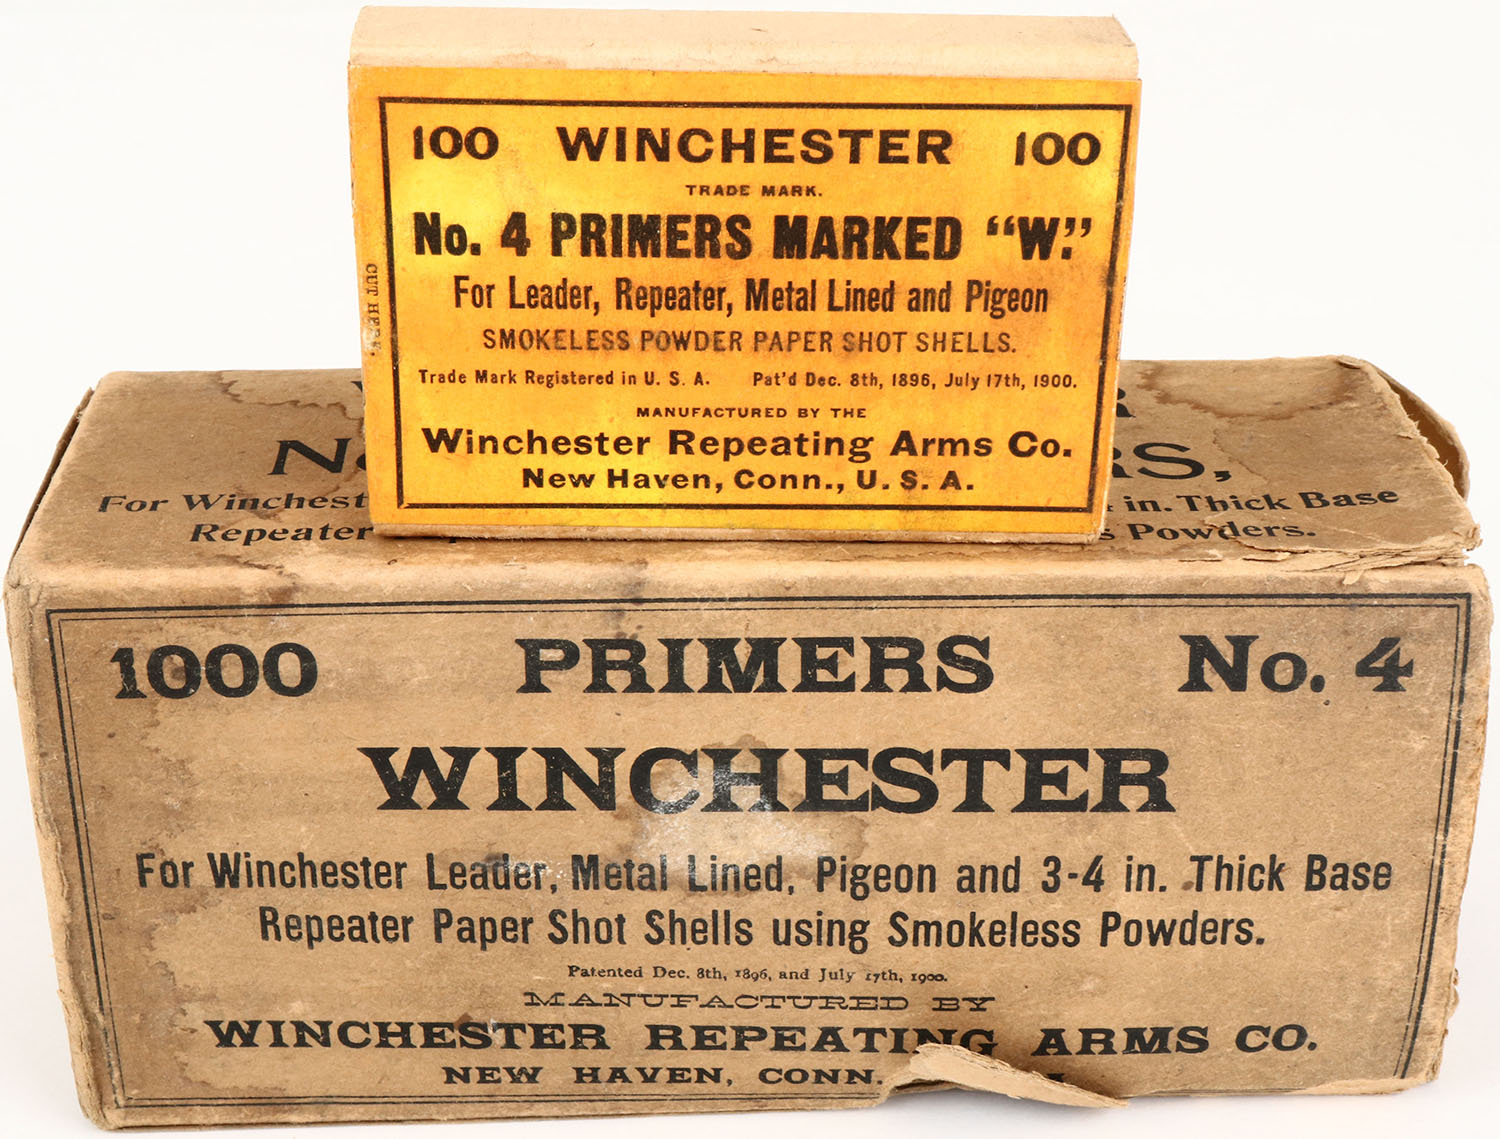 100 WINCHESTER 100
TRADE MARK.
No. 4 PRIMERS MARKED "W."
For Leader, Repeater, Metal Lined and Pigeon
SMOKELESS POWDER PAPER SHOT SHELLS.
Trade Mark Registered in U. S. A. Pat'd Dec. 8th, 1896, July 17th, 1900.
MANUFACTURED BY THE
Winchester Repeating Arms Co.
New Haven, Conn., U. S. A.
CUT HERE.
For Winchest in. Thick Base
Repeater Powders.
1000 PRIMERS No. 4
WINCHESTER
For Winchester Leader, Metal Lined, Pigeon and 3-4 in. Thick Base
Repeater Paper Shot Shells using Smokeless Powders.
Patented Dec. 8th, 1896, and July 17th, 1900.
MANUFACTURED BY
WINCHESTER REPEATING ARMS CO.
NEW HAVEN, CONN.